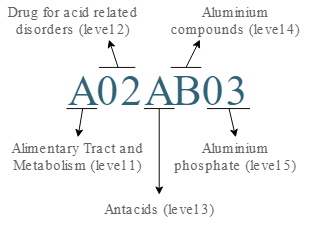 Drug for acid related
disorders (level2)
Aluminium
compounds (level4)
A02AB03
Alimentary Tract and
Metabolism (level1)
Aluminium
phosphate (level5)
Antacids (level3)